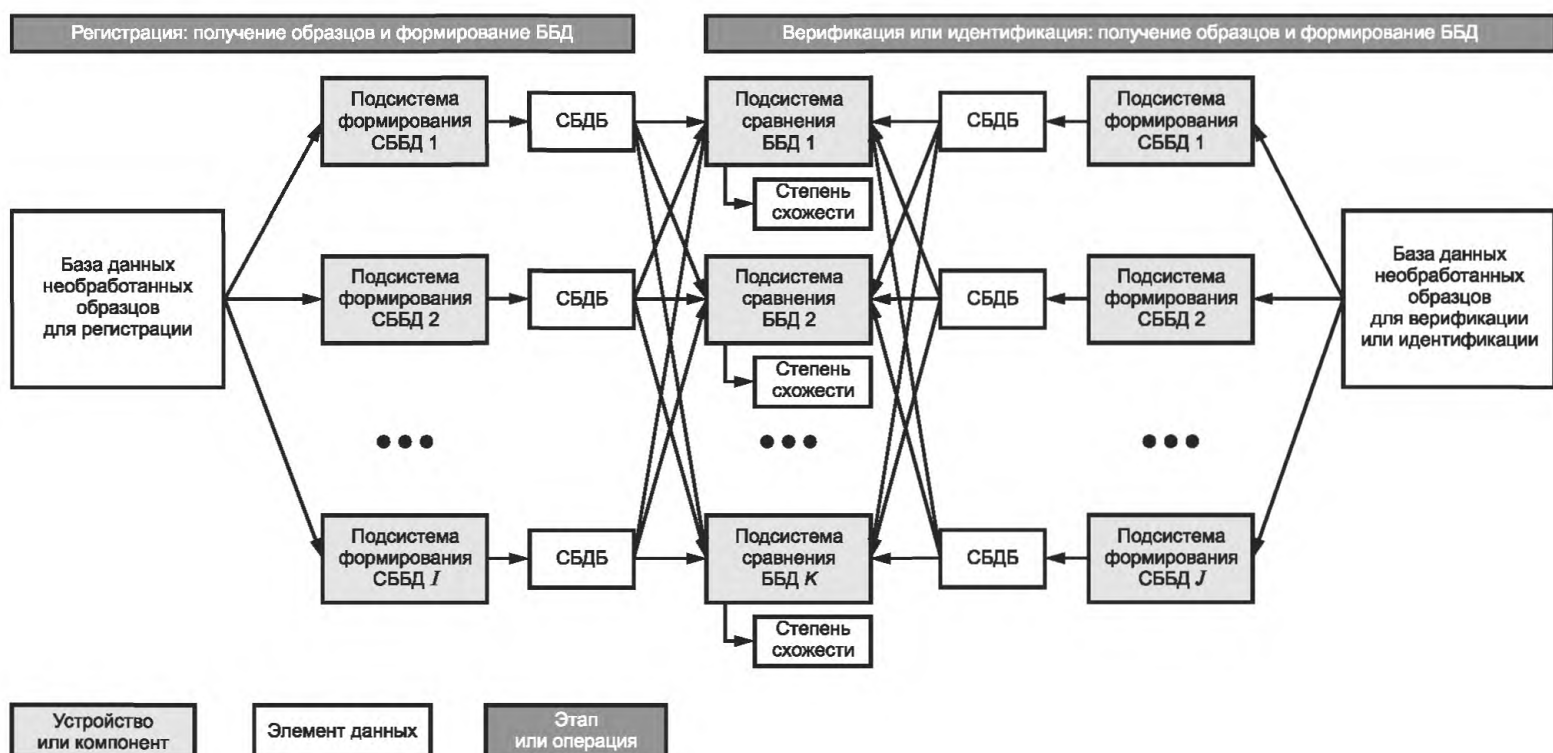 Регистрация: получение образцов и формирование ББД
Верификация или идентификация: получение образцов и формирование ББД
Подсистема
формирования
СББД 1
СБДБ
Подсистема
сравнения
ББД 1
СБДБ
Подсистема
формирования
СББД 1
Степень
схожести
База данных
необработанных
образцов
для регистрации
Подсистема
формирования
СББД 2
СБДБ
Подсистема
сравнения
ББД 2
СБДБ
Подсистема
формирования
СББД 2
База данных
необработанных
образцов
для верификации
или идентификации
Степень
схожести
Подсистема
формирования
СББД I
СБДБ
Подсистема
сравнения
ББД K
СБДБ
Подсистема
формирования
СББД J
Степень
схожести
Устройство
или компонент
Элемент данных
Этап
или операция